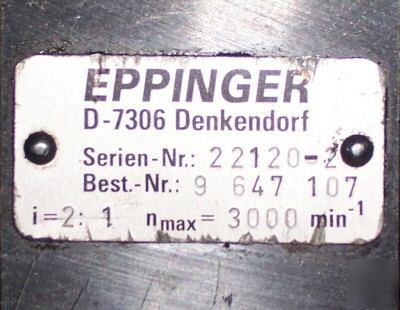 EPPINGER
D-7306 Denkendorf
Serien-Nr.: 22120-2
Best.-Nr.: 9 647 107
i=2: 1 nmax= 3000 min-1